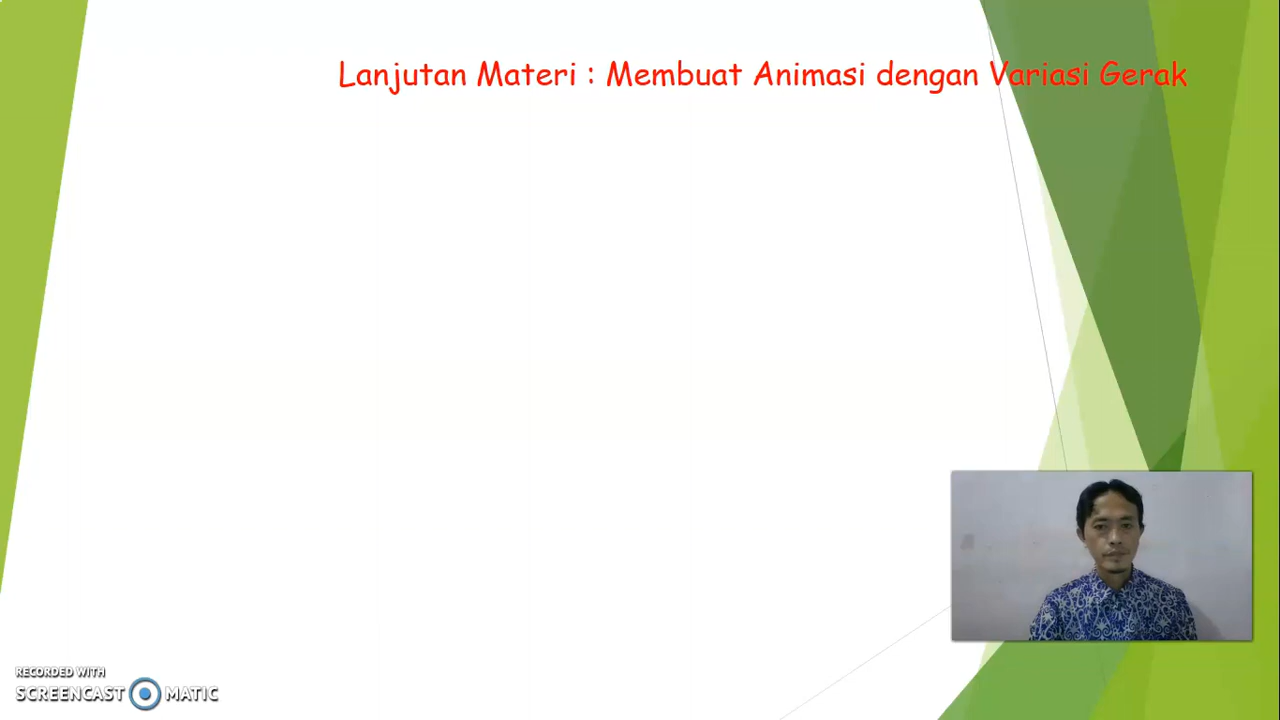 Lanjutan Materi : Membuat Animasi dengan Variasi Gerak
RECORDED WITH
SCREENCAST MATIC